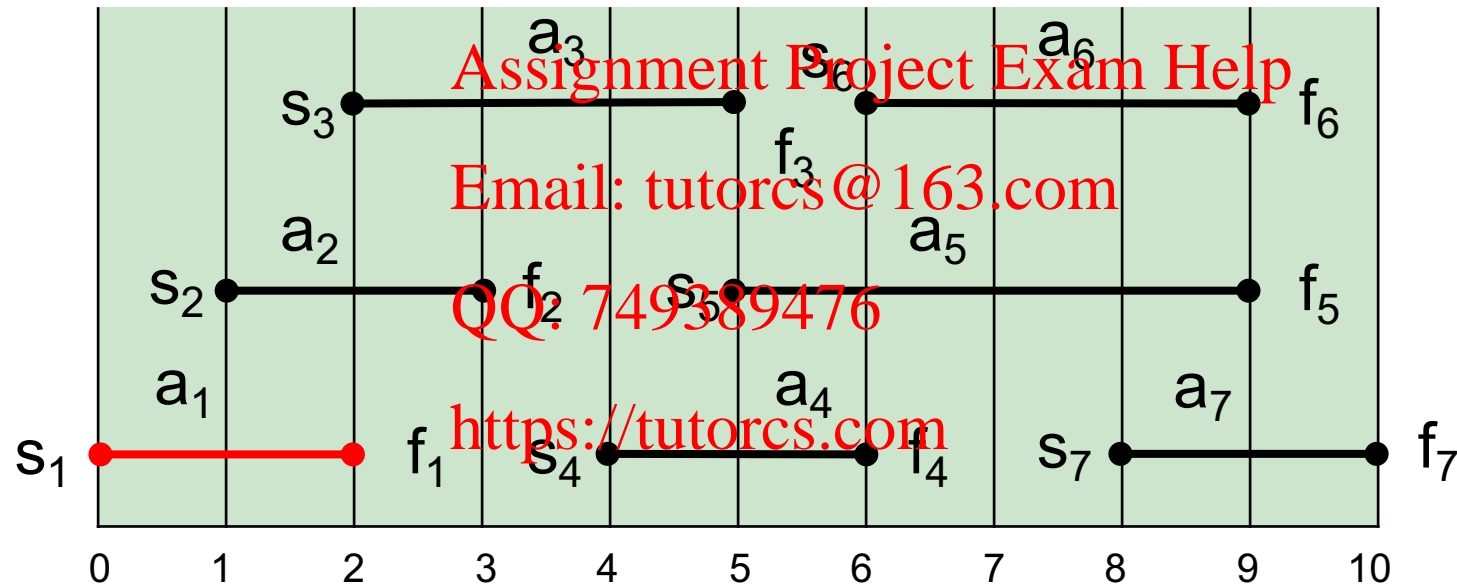 a3 s6 a6
Assignment Project Exam Help
s3 f6
f3
Email: tutorcs@163.com
a2 a5
s2 f2 s5 f5
QQ: 749389476
a1 a4 a7
https://tutorcs.com
s1 f1 s4 f4 s7 f7
0 1 2 3 4 5 6 7 8 9 10